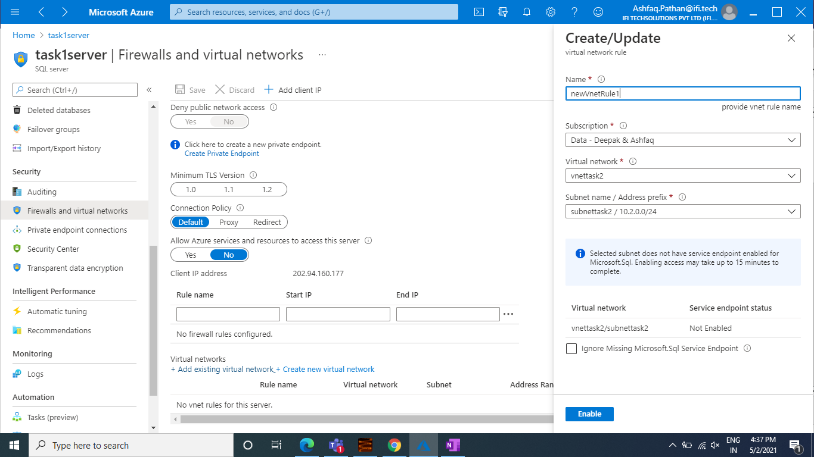 Microsoft Azure
Search resources, services, and docs (G+/)
Ashfaq.Pathan@ifi.tech
IFI TECHSOLUTIONS PVT LTD (IFI...
Home > task1server
task1server | Firewalls and virtual networks ...
SQL server
Search (Ctrl+/)
«
Deleted databases
Failover groups
Import/Export history
Security
Auditing
Firewalls and virtual networks
Private endpoint connections
Security Center
Transparent data encryption
Intelligent Performance
Automatic tuning
Recommendations
Monitoring
Logs
Automation
Tasks (preview)
Save Discard + Add client IP
Deny public network access
Yes No
Click here to create a new private endpoint.
Create Private Endpoint
Minimum TLS Version
1.0 1.1 1.2
Connection Policy
Default Proxy Redirect
Allow Azure services and resources to access this server
Yes No
Client IP address 202.94.160.177
Rule name Start IP End IP
...
No firewall rules configured.
Virtual networks
+ Add existing virtual network + Create new virtual network
Rule name Virtual network Subnet Address Ran
No vnet rules for this server.
Create/Update
virtual network rule
Name *
newVnetRule1
provide vnet rule name
Subscription *
Data - Deepak & Ashfaq
Virtual network *
vnettask2
Subnet name / Address prefix *
subnettask2 / 10.2.0.0/24
Selected subnet does not have service endpoint enabled for
Microsoft.Sql. Enabling access may take up to 15 minutes to
complete.
Virtual network Service endpoint status
vnettask2/subnettask2 Not Enabled
Ignore Missing Microsoft.Sql Service Endpoint
Enable
Type here to search
1
ENG
IN
4:37 PM
5/2/2021
1